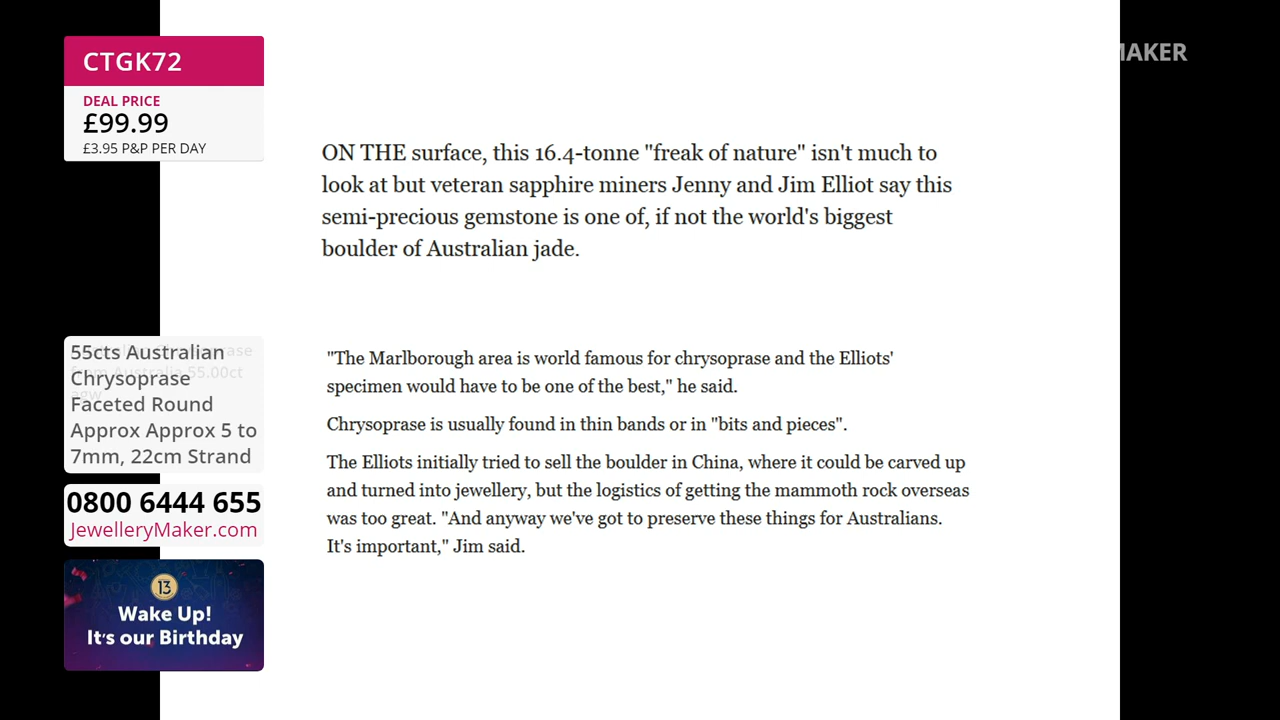 CTGK72
DEAL PRICE
£99.99
£3.95 P&P PER DAY
MAKER
ON THE surface, this 16.4-tonne "freak of nature" isn't much to
look at but veteran sapphire miners Jenny and Jim Elliot say this
semi-precious gemstone is one of, if not the world's biggest
boulder of Australian jade.
"The Marlborough area is world famous for chrysoprase and the Elliots'
specimen would have to be one of the best," he said.
Chrysoprase is usually found in thin bands or in "bits and pieces".
The Elliots initially tried to sell the boulder in China, where it could be carved up
and turned into jewellery, but the logistics of getting the mammoth rock overseas
was too great. "And anyway we've got to preserve these things for Australians.
It's important," Jim said.
55cts Australian
Chrysoprase
Faceted Round
Approx Approx 5 to
7mm, 22cm Strand
0800 6444 655
JewelleryMaker.com
13
Wake Up!
It's our Birthday